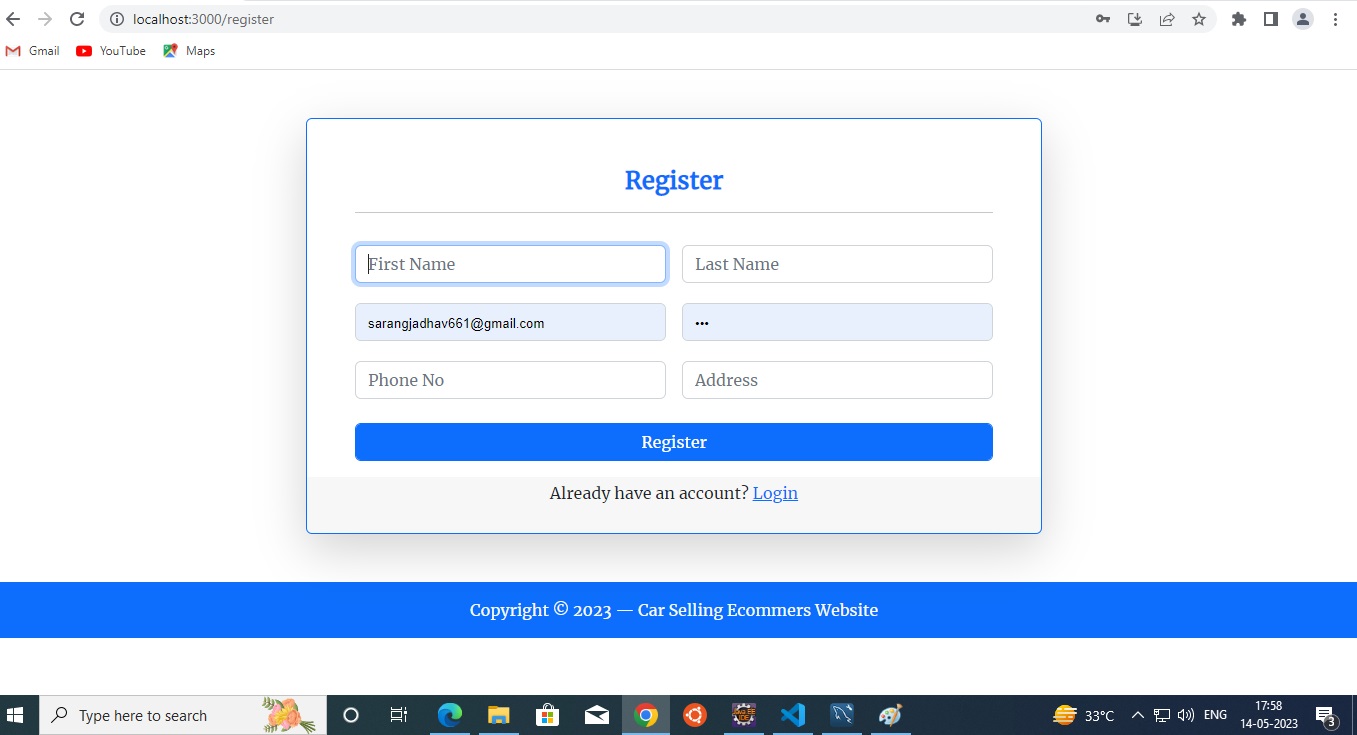 localhost:3000/register
Gmail YouTube Maps
Register
First Name Last Name
sarangjadhav661@gmail.com •••
Phone No Address
Register
Already have an account? Login
Copyright © 2023 — Car Selling Ecommers Website
Type here to search 33°C ENG 17:58
14-05-2023 3